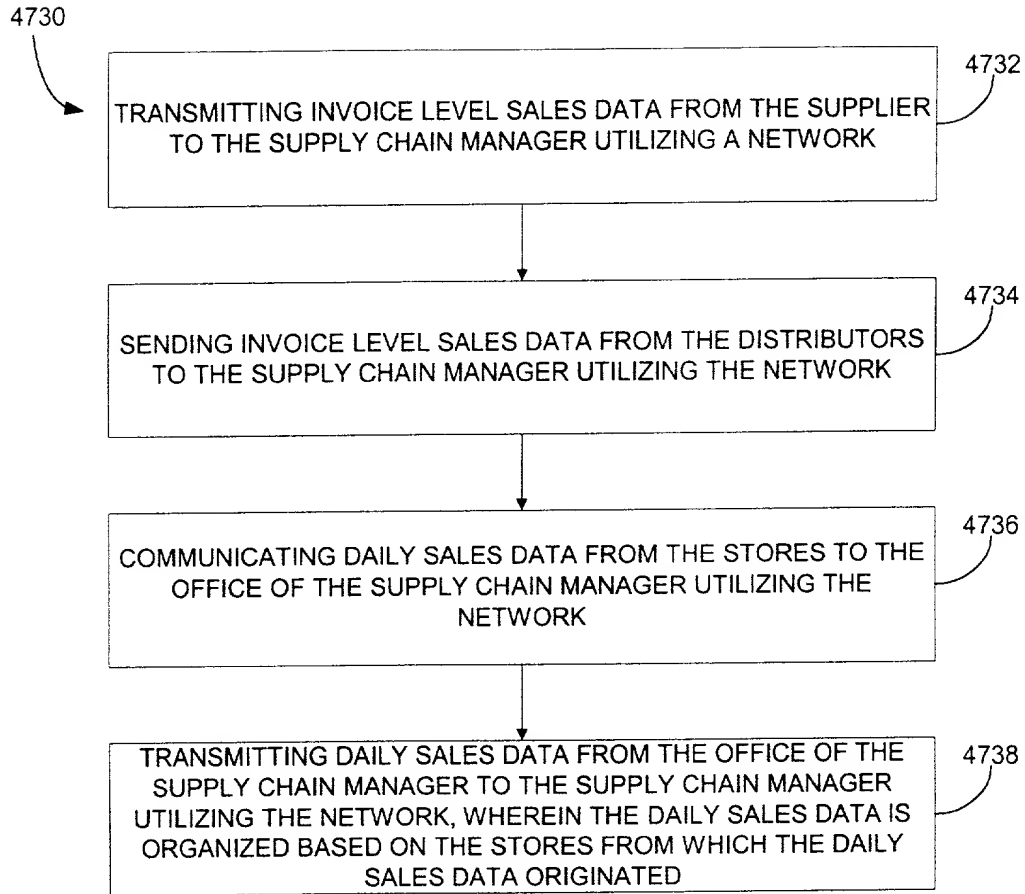 4730
4732
TRANSMITTING INVOICE LEVEL SALES DATA FROM THE SUPPLIER
TO THE SUPPLY CHAIN MANAGER UTILIZING A NETWORK
4734
SENDING INVOICE LEVEL SALES DATA FROM THE DISTRIBUTORS
TO THE SUPPLY CHAIN MANAGER UTILIZING THE NETWORK
4736
COMMUNICATING DAILY SALES DATA FROM THE STORES TO THE
OFFICE OF THE SUPPLY CHAIN MANAGER UTILIZING THE
NETWORK
4738
TRANSMITTING DAILY SALES DATA FROM THE OFFICE OF THE
SUPPLY CHAIN MANAGER TO THE SUPPLY CHAIN MANAGER
UTILIZING THE NETWORK, WHEREIN THE DAILY SALES DATA IS
ORGANIZED BASED ON THE STORES FROM WHICH THE DAILY
SALES DATA ORIGINATED